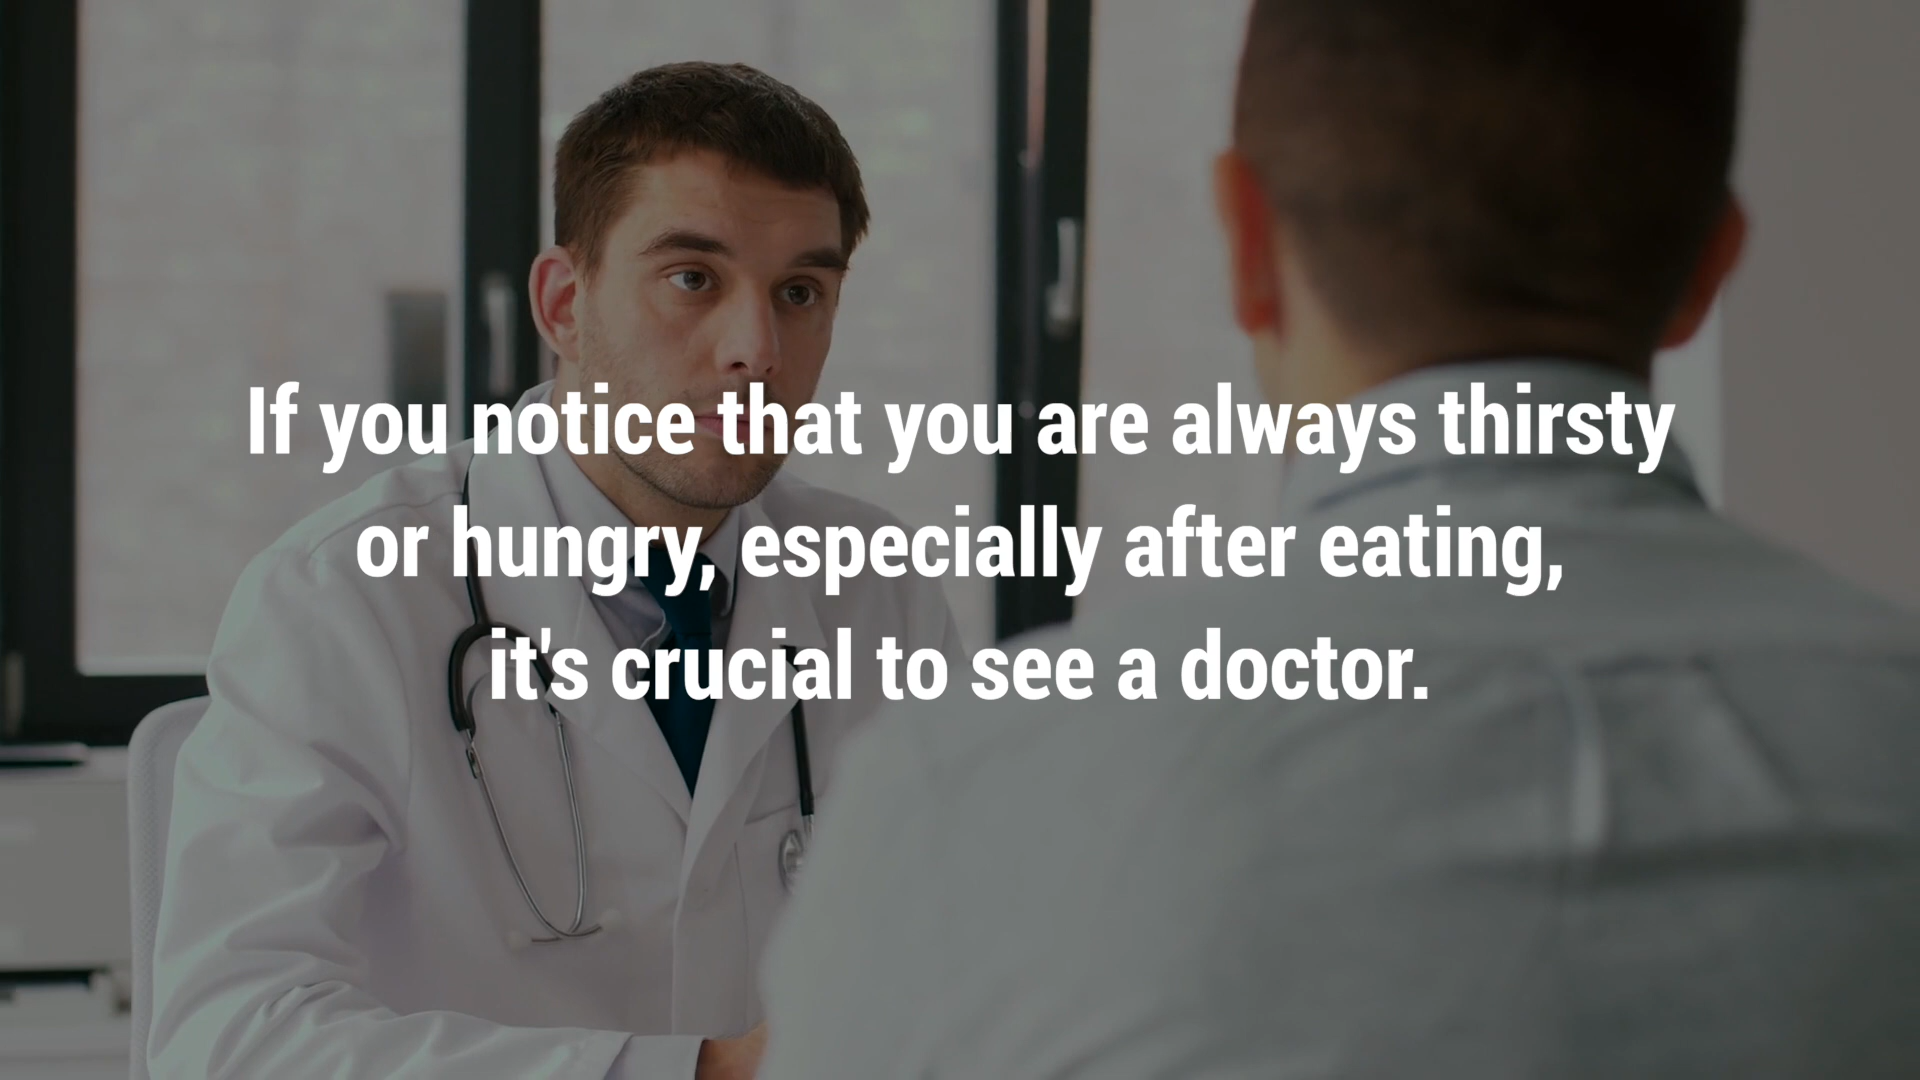 If you notice that you are always thirsty
or hungry, especially after eating,
it's crucial to see a doctor.